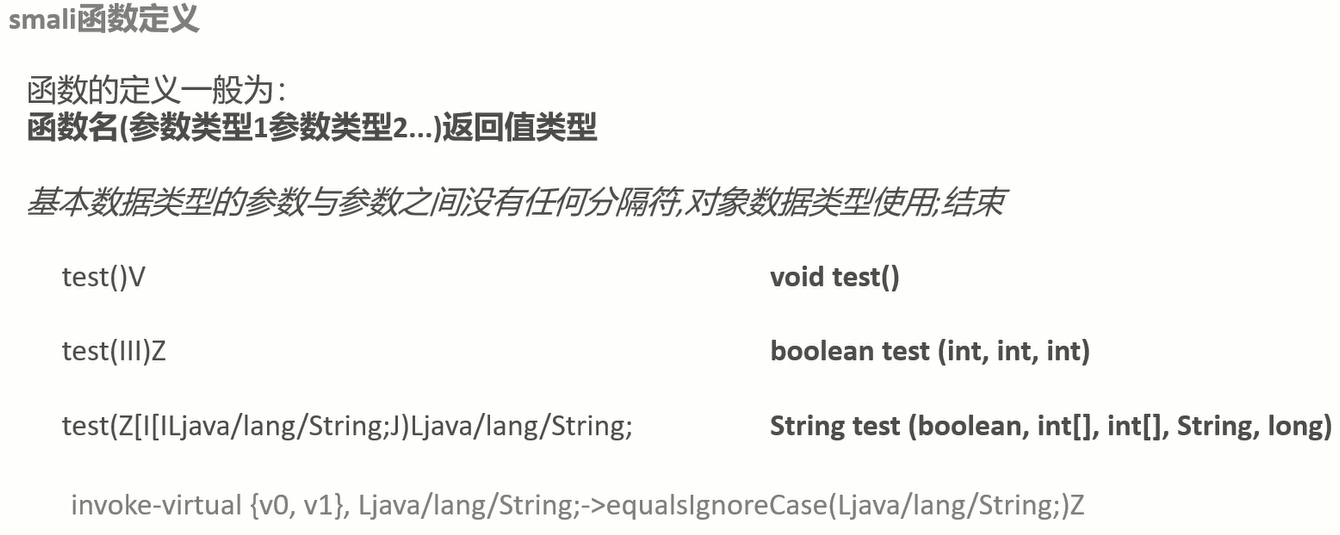 smali函数定义
函数的定义一般为：
函数名(参数类型1参数类型2...)返回值类型
基本数据类型的参数与参数之间没有任何分隔符,对象数据类型使用;结束
test()V void test()
test(III)Z boolean test (int, int, int)
test(Z[I[ILjava/lang/String;J)Ljava/lang/String; String test (boolean, int[], int[], String, long)
invoke-virtual {v0, v1}, Ljava/lang/String;->equalsIgnoreCase(Ljava/lang/String;)Z